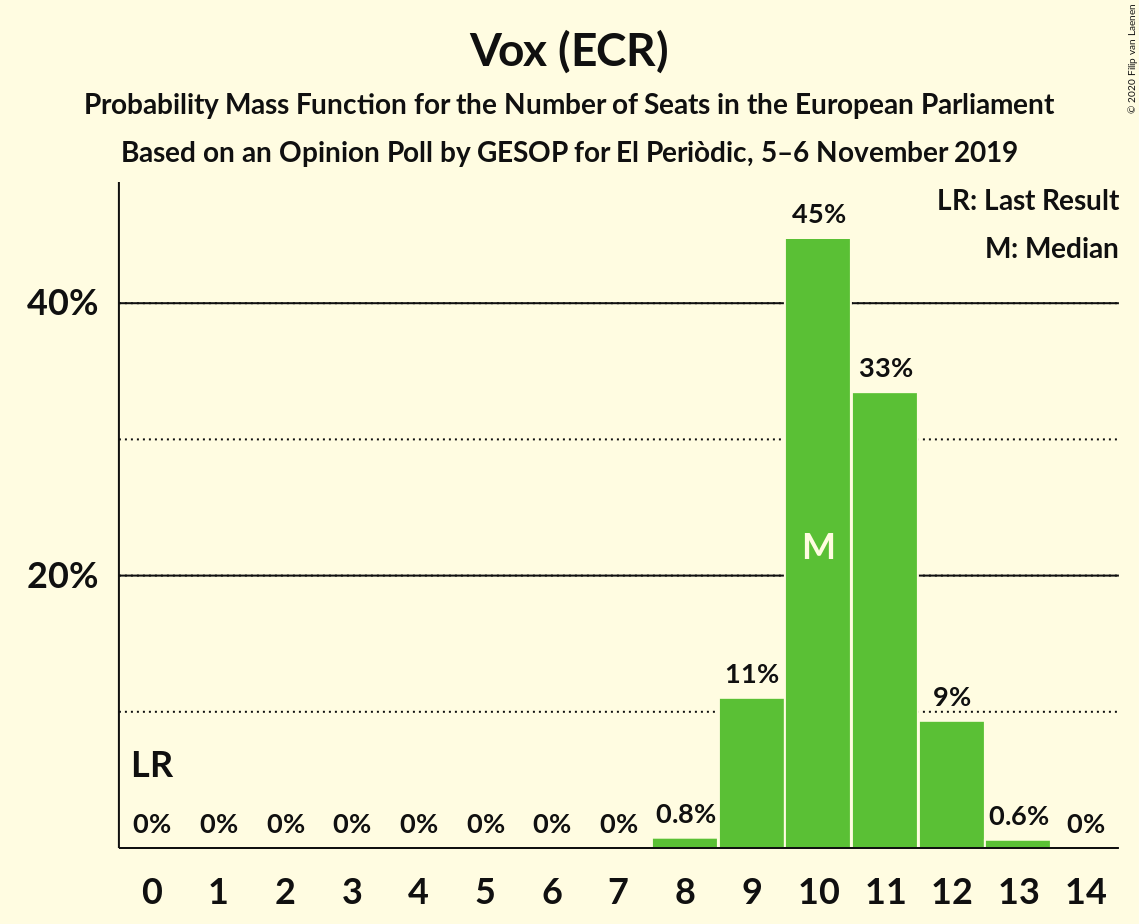 Vox (ECR)
Probability Mass Function for the Number of Seats in the European Parliament
Based on an Opinion Poll by GESOP for El Periòdic, 5–6 November 2019
© 2020 Filip van Laenen
LR: Last Result
M: Median
45%
40%
33%
M
20%
11%
9%
LR
0% 0% 0% 0% 0% 0% 0% 0% 0.8% 0.6% 0%
0 1 2 3 4 5 6 7 8 9 10 11 12 13 14